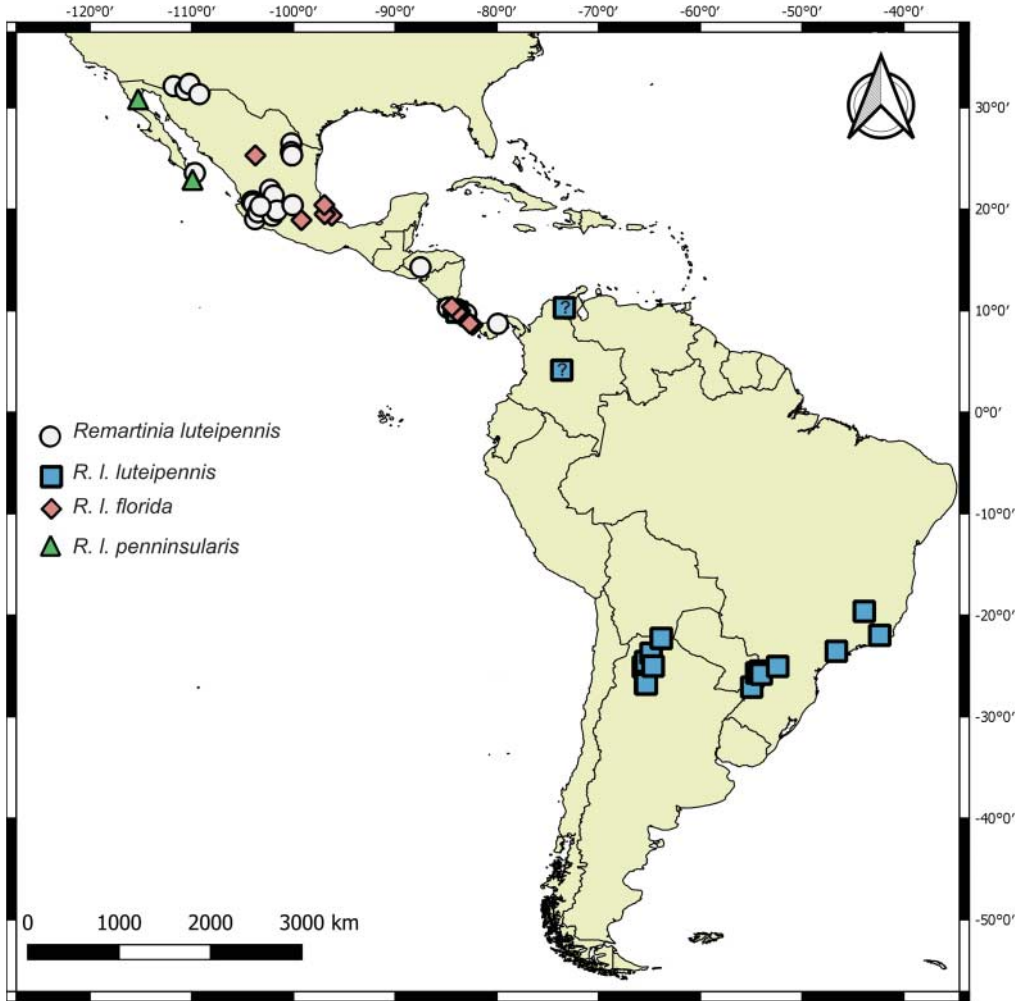 -120°0′ -110°0′ -100°0′ -90°0′ -80°0′ -70°0′ -60°0′ -50°0′ -40°0′
30°0′
20°0′
10°0′
?
?
0°0′
Remartinia luteipennis
R. l. luteipennis
R. l. florida
R. l. penninsularis
-10°0′
-20°0′
-30°0′
-40°0′
0 1000 2000 3000 km
-50°0′